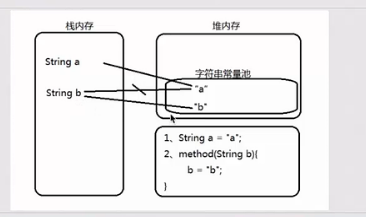 栈内存
堆内存
String a
字符串常量池
"a"
String b
"b"
1、String a = "a";
2、method(String b){
b = "b";
}